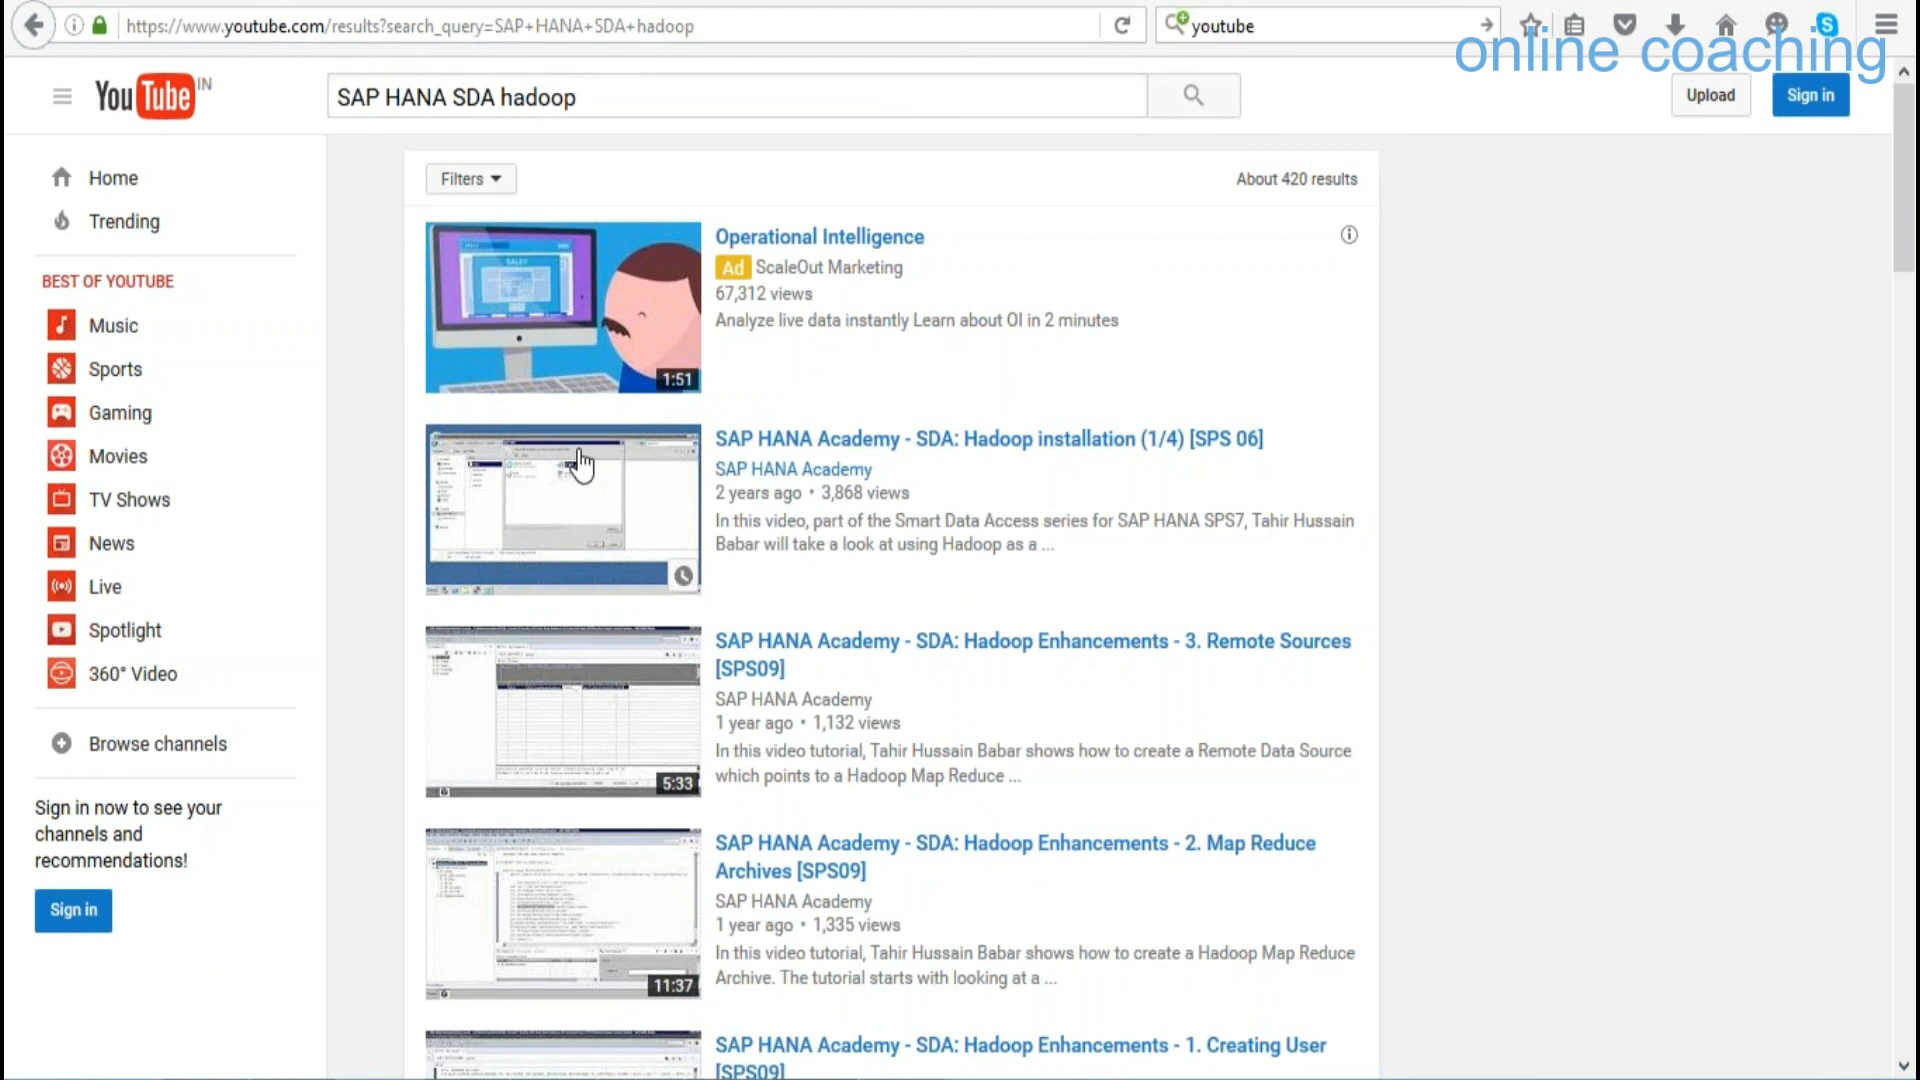 https://www.youtube.com/results?search_query=SAP+HANA+SDA+hadoop
youtube
online coaching
YouTube IN
SAP HANA SDA hadoop
Upload
Sign in
Home
Trending
BEST OF YOUTUBE
Music
Sports
Gaming
Movies
TV Shows
News
Live
Spotlight
360° Video
Browse channels
Sign in now to see your
channels and
recommendations!
Sign in
Filters
About 420 results
1:51
Operational Intelligence
Ad ScaleOut Marketing
67,312 views
Analyze live data instantly Learn about OI in 2 minutes
SAP HANA Academy - SDA: Hadoop installation (1/4) [SPS 06]
SAP HANA Academy
2 years ago • 3,868 views
In this video, part of the Smart Data Access series for SAP HANA SPS7, Tahir Hussain
Babar will take a look at using Hadoop as a ...
5:33
SAP HANA Academy - SDA: Hadoop Enhancements - 3. Remote Sources
[SPS09]
SAP HANA Academy
1 year ago • 1,132 views
In this video tutorial, Tahir Hussain Babar shows how to create a Remote Data Source
which points to a Hadoop Map Reduce ...
11:37
SAP HANA Academy - SDA: Hadoop Enhancements - 2. Map Reduce
Archives [SPS09]
SAP HANA Academy
1 year ago • 1,335 views
In this video tutorial, Tahir Hussain Babar shows how to create a Hadoop Map Reduce
Archive. The tutorial starts with looking at a ...
SAP HANA Academy - SDA: Hadoop Enhancements - 1. Creating User
[SPS09]